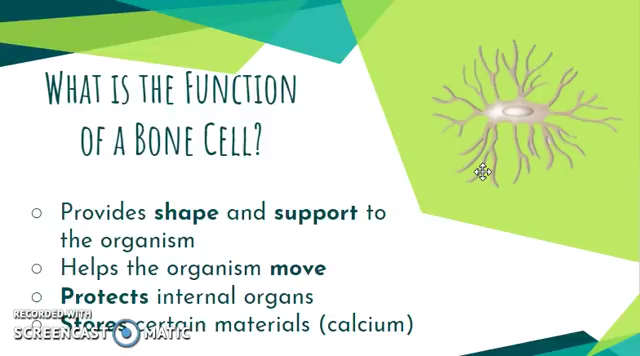 What is the Function
of a Bone Cell?
○ Provides shape and support to
the organism
○ Helps the organism move
○ Protects internal organs
○ Stores certain materials (calcium)
RECORDED WITH
SCREENCAST MATIC